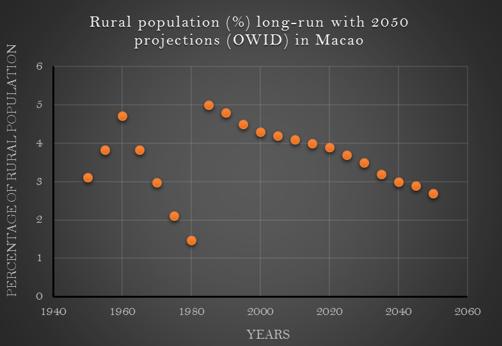 Rural population (%) long-run with 2050
projections (OWID) in Macao
PERCENTAGE OF RURAL POPULATION
6
5
4
3
2
1
0
1940 1960 1980 2000 2020 2040 2060
YEARS